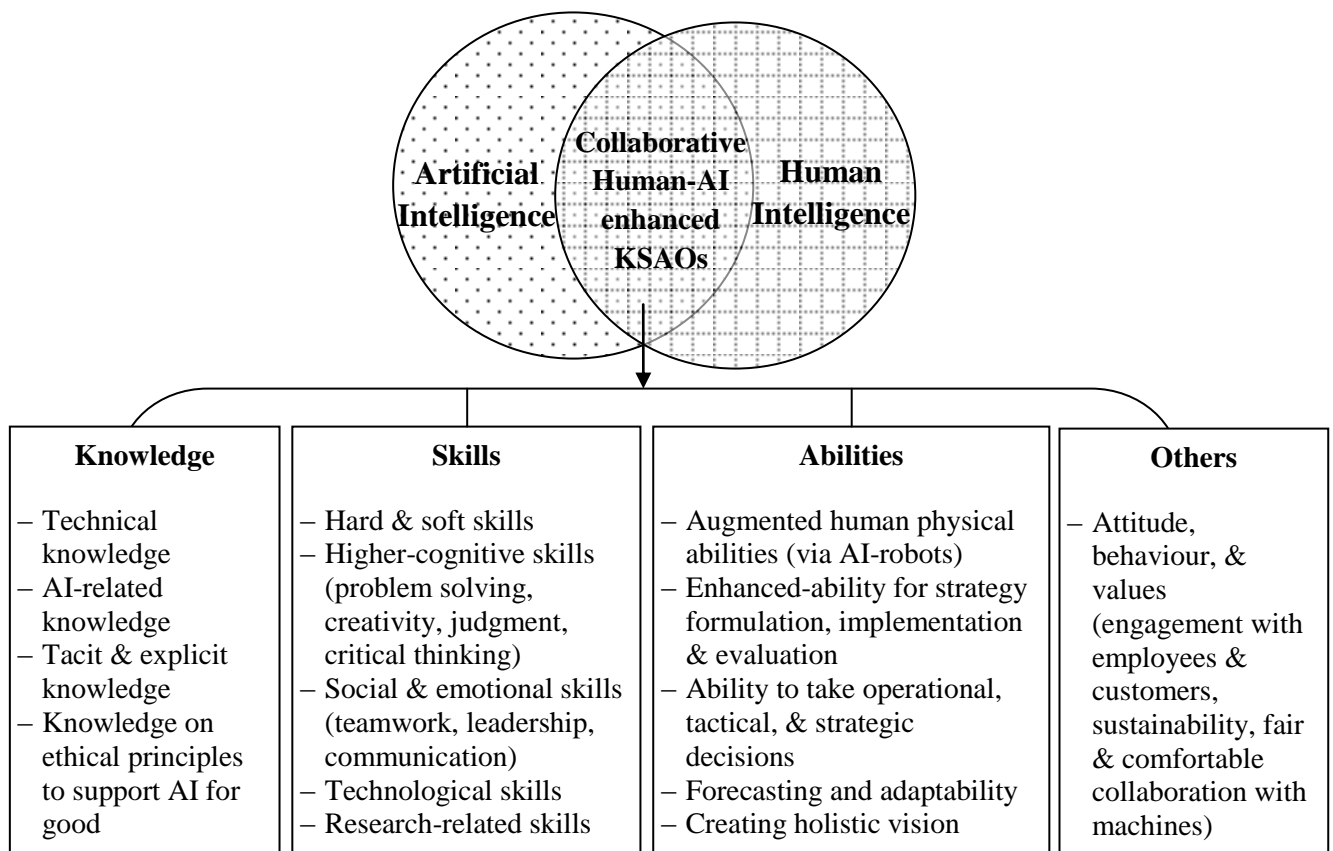 Artificial
Intelligence
Collaborative
Human-AI
enhanced
KSAOs
Human
Intelligence
Knowledge
– Technical
knowledge
– AI-related
knowledge
– Tacit & explicit
knowledge
– Knowledge on
ethical principles
to support AI for
good
Skills
– Hard & soft skills
– Higher-cognitive skills
(problem solving,
creativity, judgment,
critical thinking)
– Social & emotional skills
(teamwork, leadership,
communication)
– Technological skills
– Research-related skills
Abilities
– Augmented human physical
abilities (via AI-robots)
– Enhanced-ability for strategy
formulation, implementation
& evaluation
– Ability to take operational,
tactical, & strategic
decisions
– Forecasting and adaptability
– Creating holistic vision
Others
– Attitude,
behaviour, &
values
(engagement with
employees &
customers,
sustainability, fair
& comfortable
collaboration with
machines)